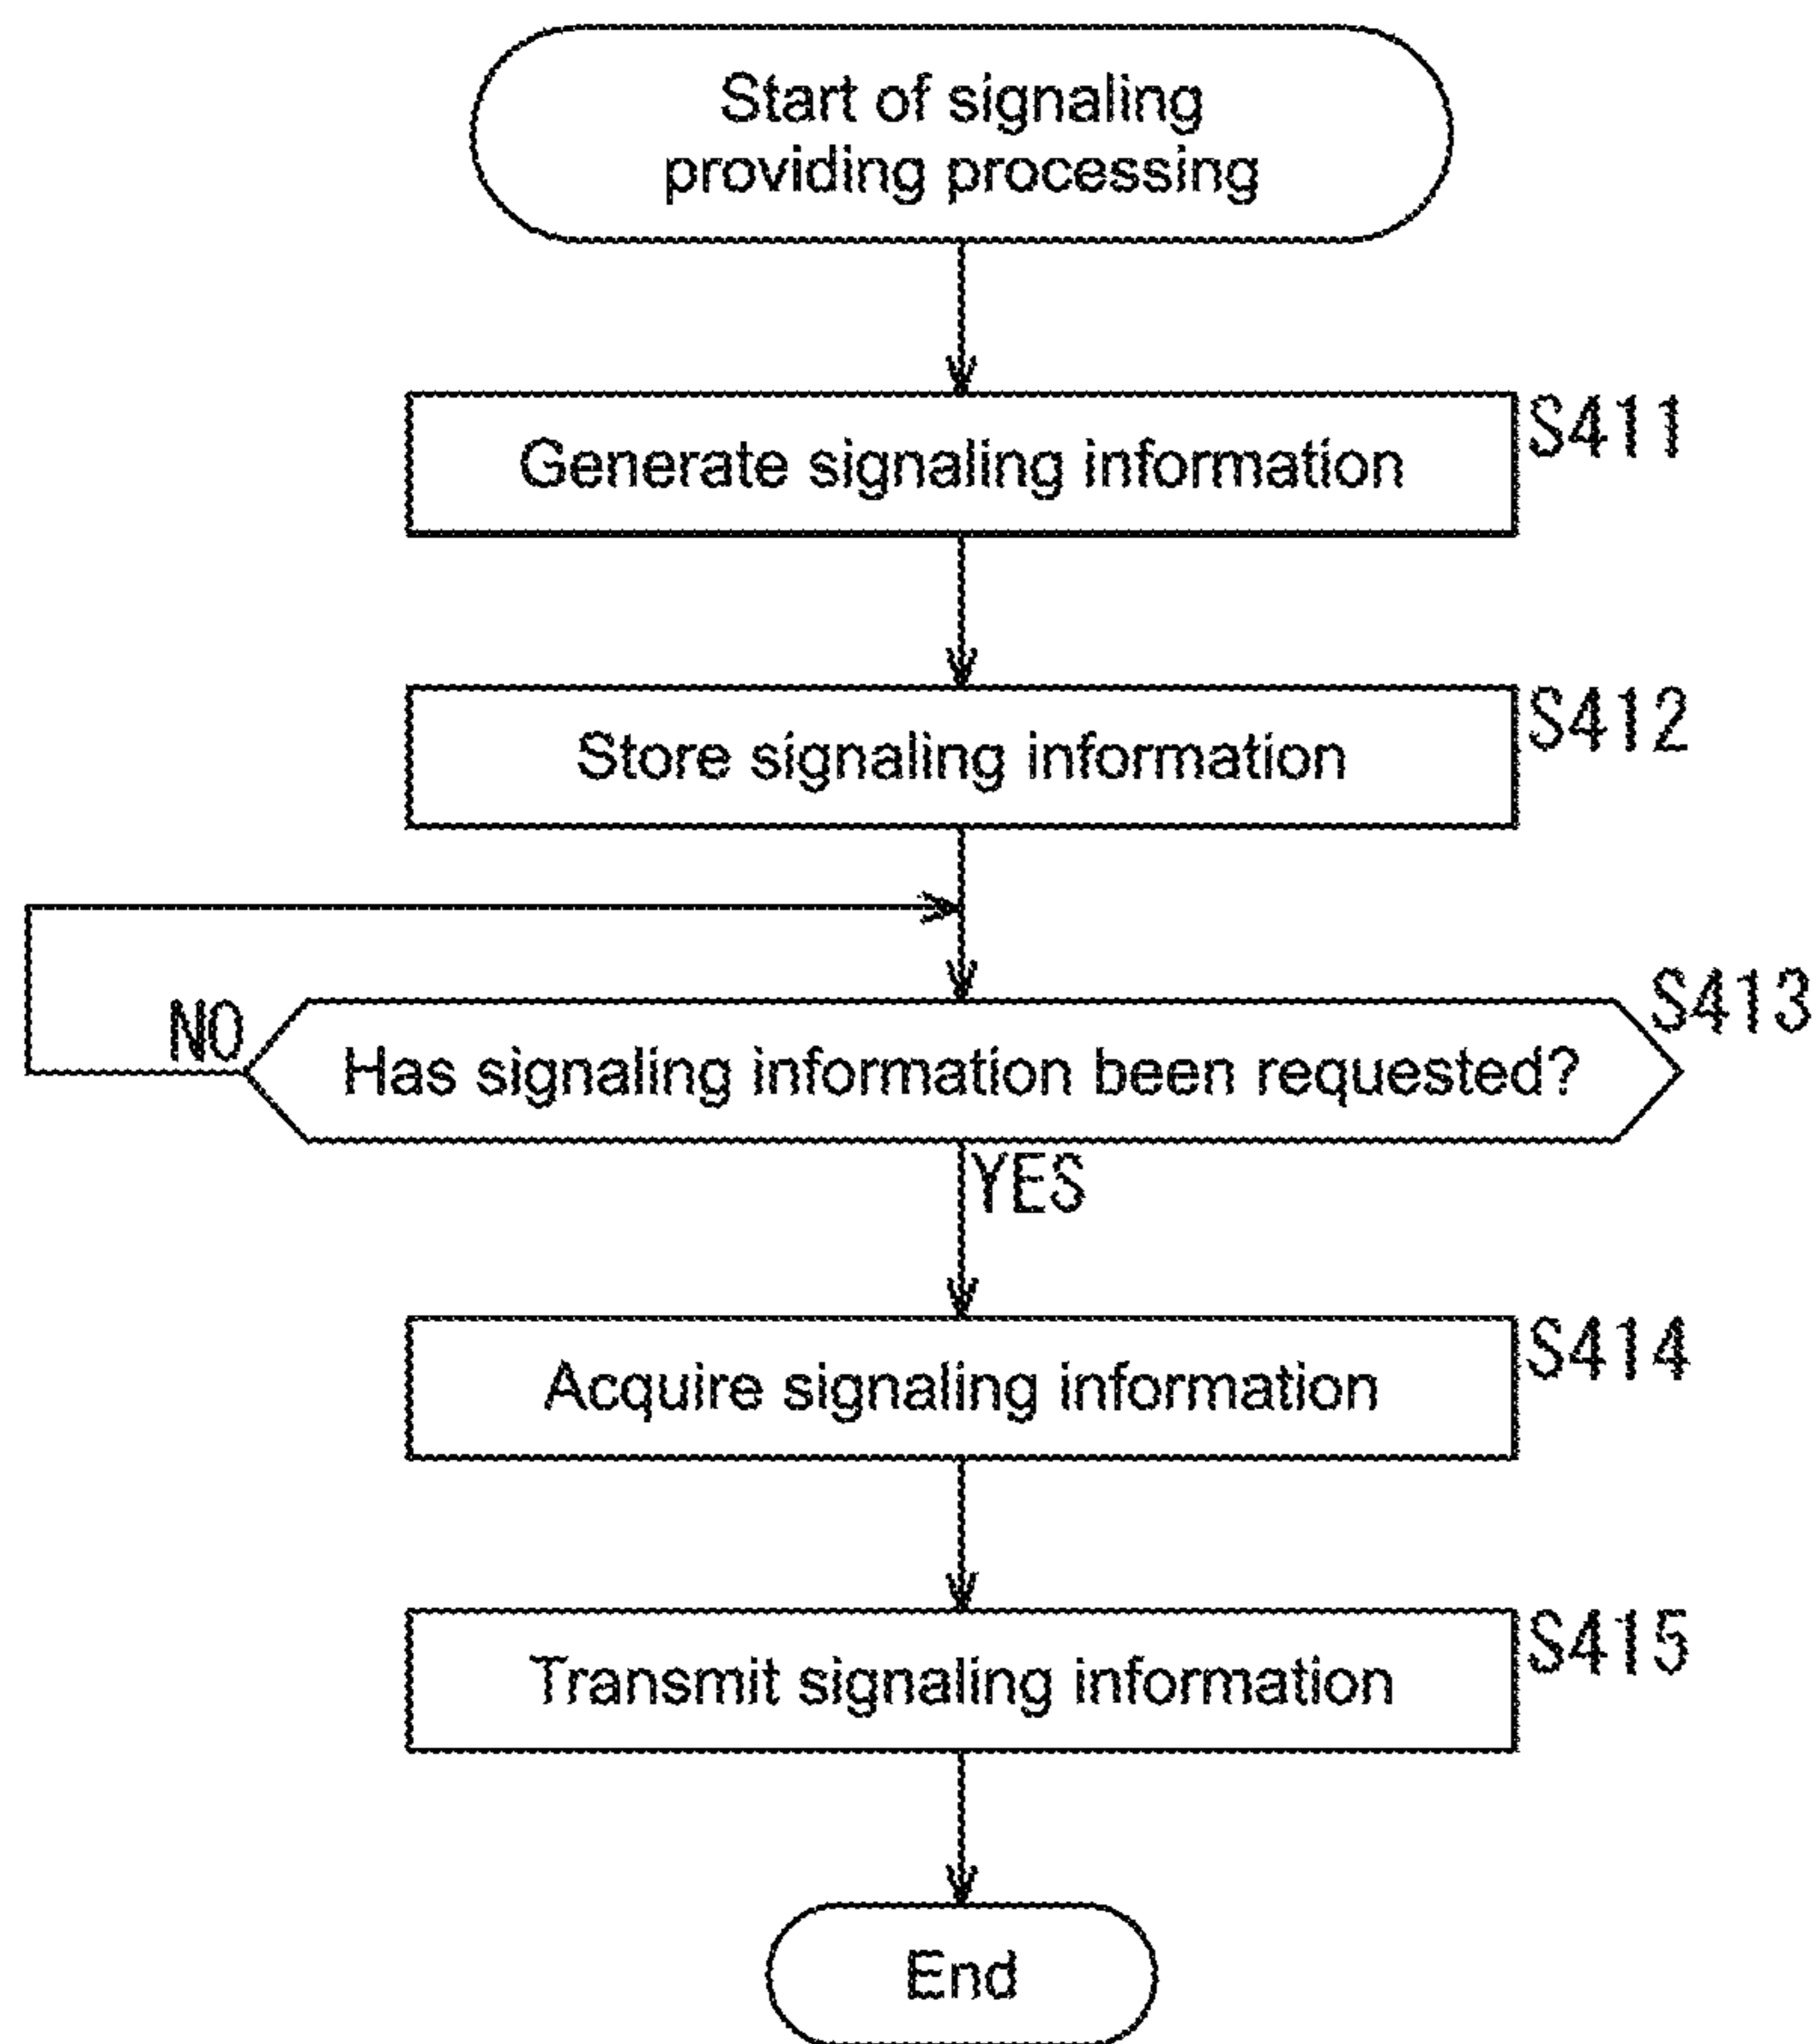 Start of signaling
providing processing
Generate signaling information
S411
Store signaling information
S412
S413
NO
Has signaling information been requested?
YES
Acquire signaling information
S414
Transmit signaling information
S415
End